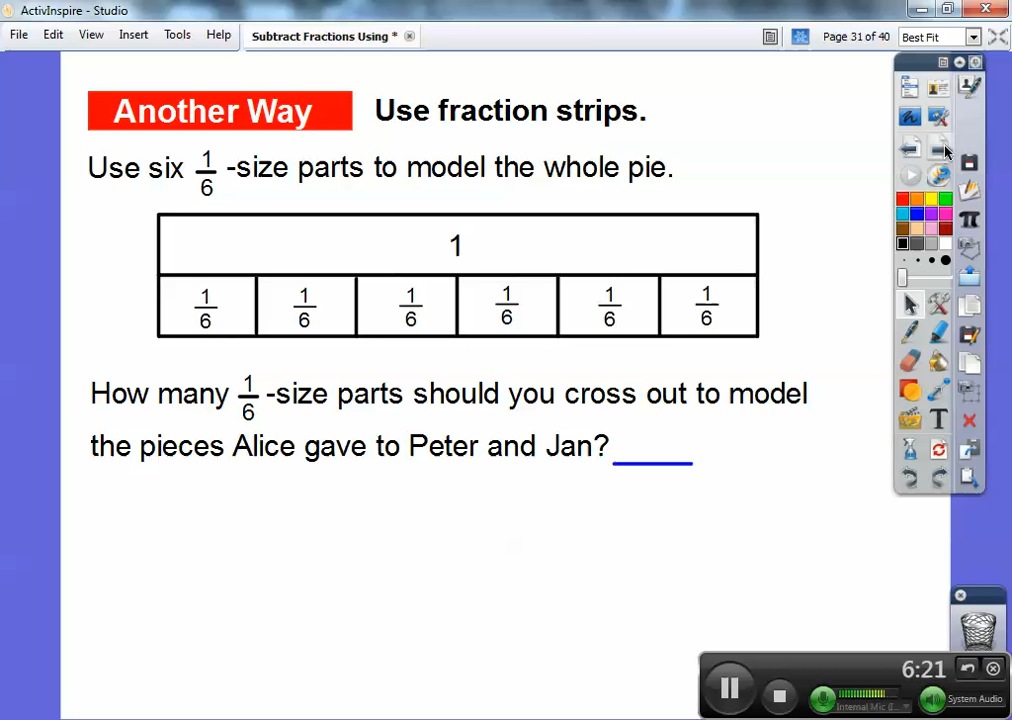 ActivInspire - Studio
File Edit View Insert Tools Help
Subtract Fractions Using *
Page 31 of 40
Best Fit
Another Way Use fraction strips.
Use six 1/6 -size parts to model the whole pie.
1
1/6 1/6 1/6 1/6 1/6 1/6
How many 1/6 -size parts should you cross out to model
the pieces Alice gave to Peter and Jan?
6:21
Internal Mic (I...
System Audio